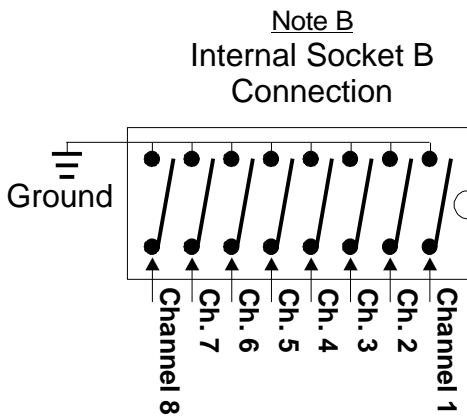 Note B
Internal Socket B
Connection
Ground
Channel 8
Ch. 7
Ch. 6
Ch. 5
Ch. 4
Ch. 3
Ch. 2
Channel 1